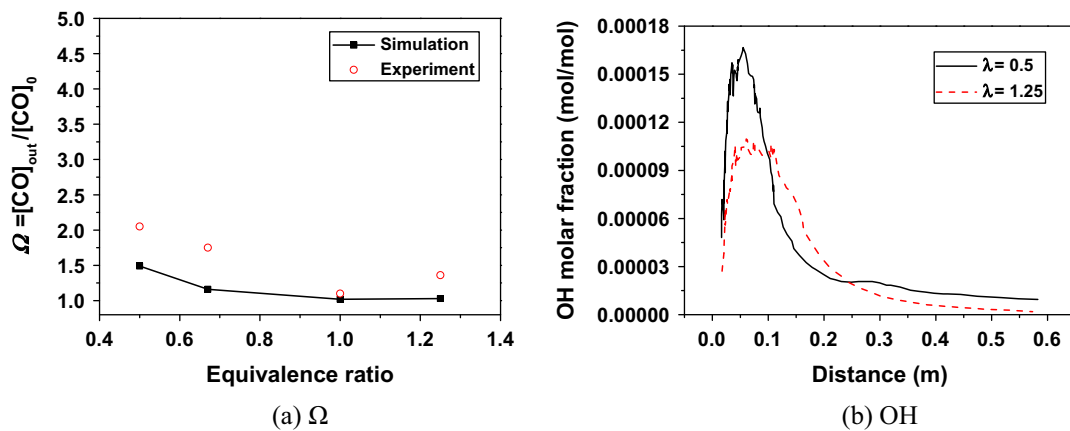 5.0
4.5
4.0
3.5
3.0
2.5
2.0
1.5
1.0
0.4 0.6 0.8 1.0 1.2 1.4
Ω =[CO]out /[CO]0
Equivalence ratio
Simulation
Experiment
(a) Ω
0.00018
0.00015
0.00012
0.00009
0.00006
0.00003
0.00000
0.0 0.1 0.2 0.3 0.4 0.5 0.6
OH molar fraction (mol/mol)
Distance (m)
λ= 0.5
λ= 1.25
(b) OH